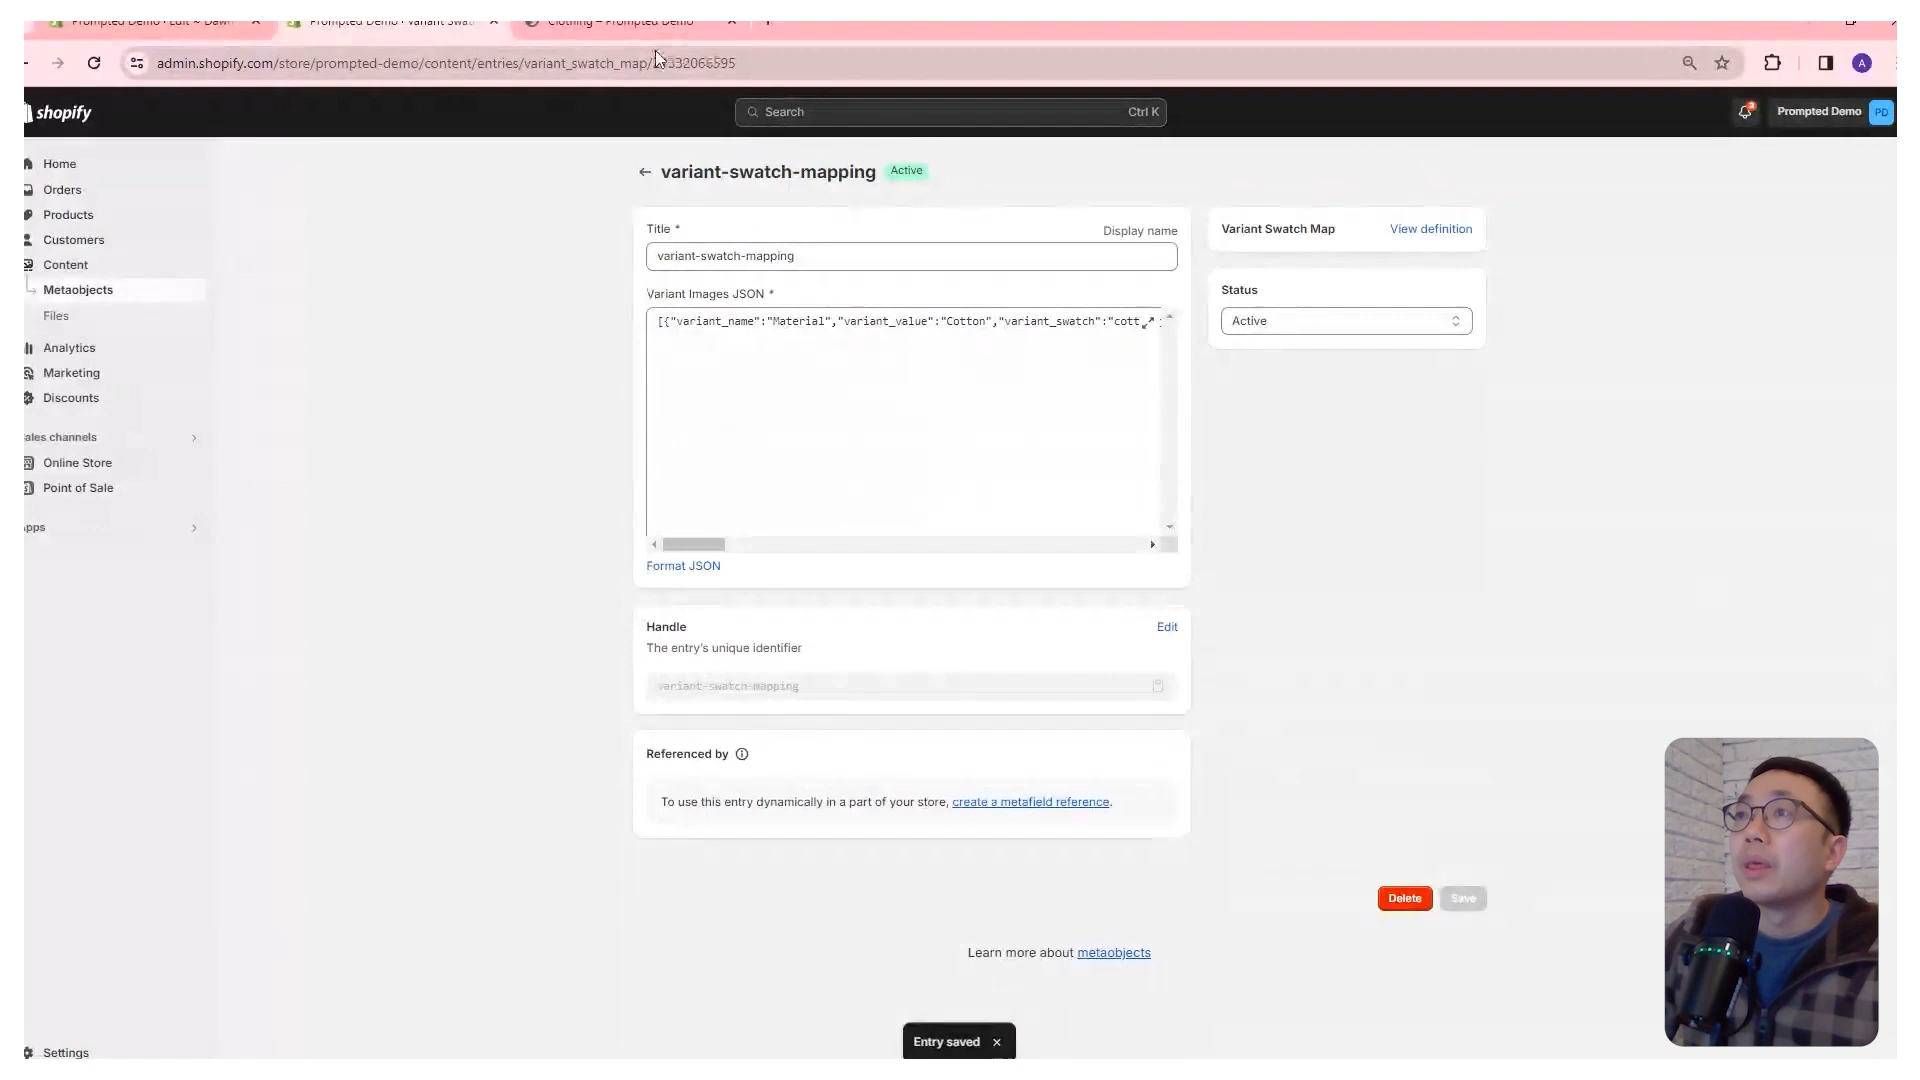 admin.shopify.com/store/prompted-demo/content/entries/variant_swatch_map/
A
shopify
Search
Ctrl K
3
Prompted Demo
PD
Home
Orders
Products
Customers
Content
Metaobjects
Files
Analytics
Marketing
Discounts
ales channels
Online Store
Point of Sale
pps
Settings
variant-swatch-mapping
Active
Title *
Display name
variant-swatch-mapping
Variant Images JSON *
[{"variant_name":"Material","variant_value":"Cotton","variant_swatch":"cott
Format JSON
Handle
Edit
The entry's unique identifier
variant-swatch-mapping
Referenced by
To use this entry dynamically in a part of your store, create a metafield reference.
Variant Swatch Map
View definition
Status
Active
Delete
Save
Learn more about metaobjects
Entry saved